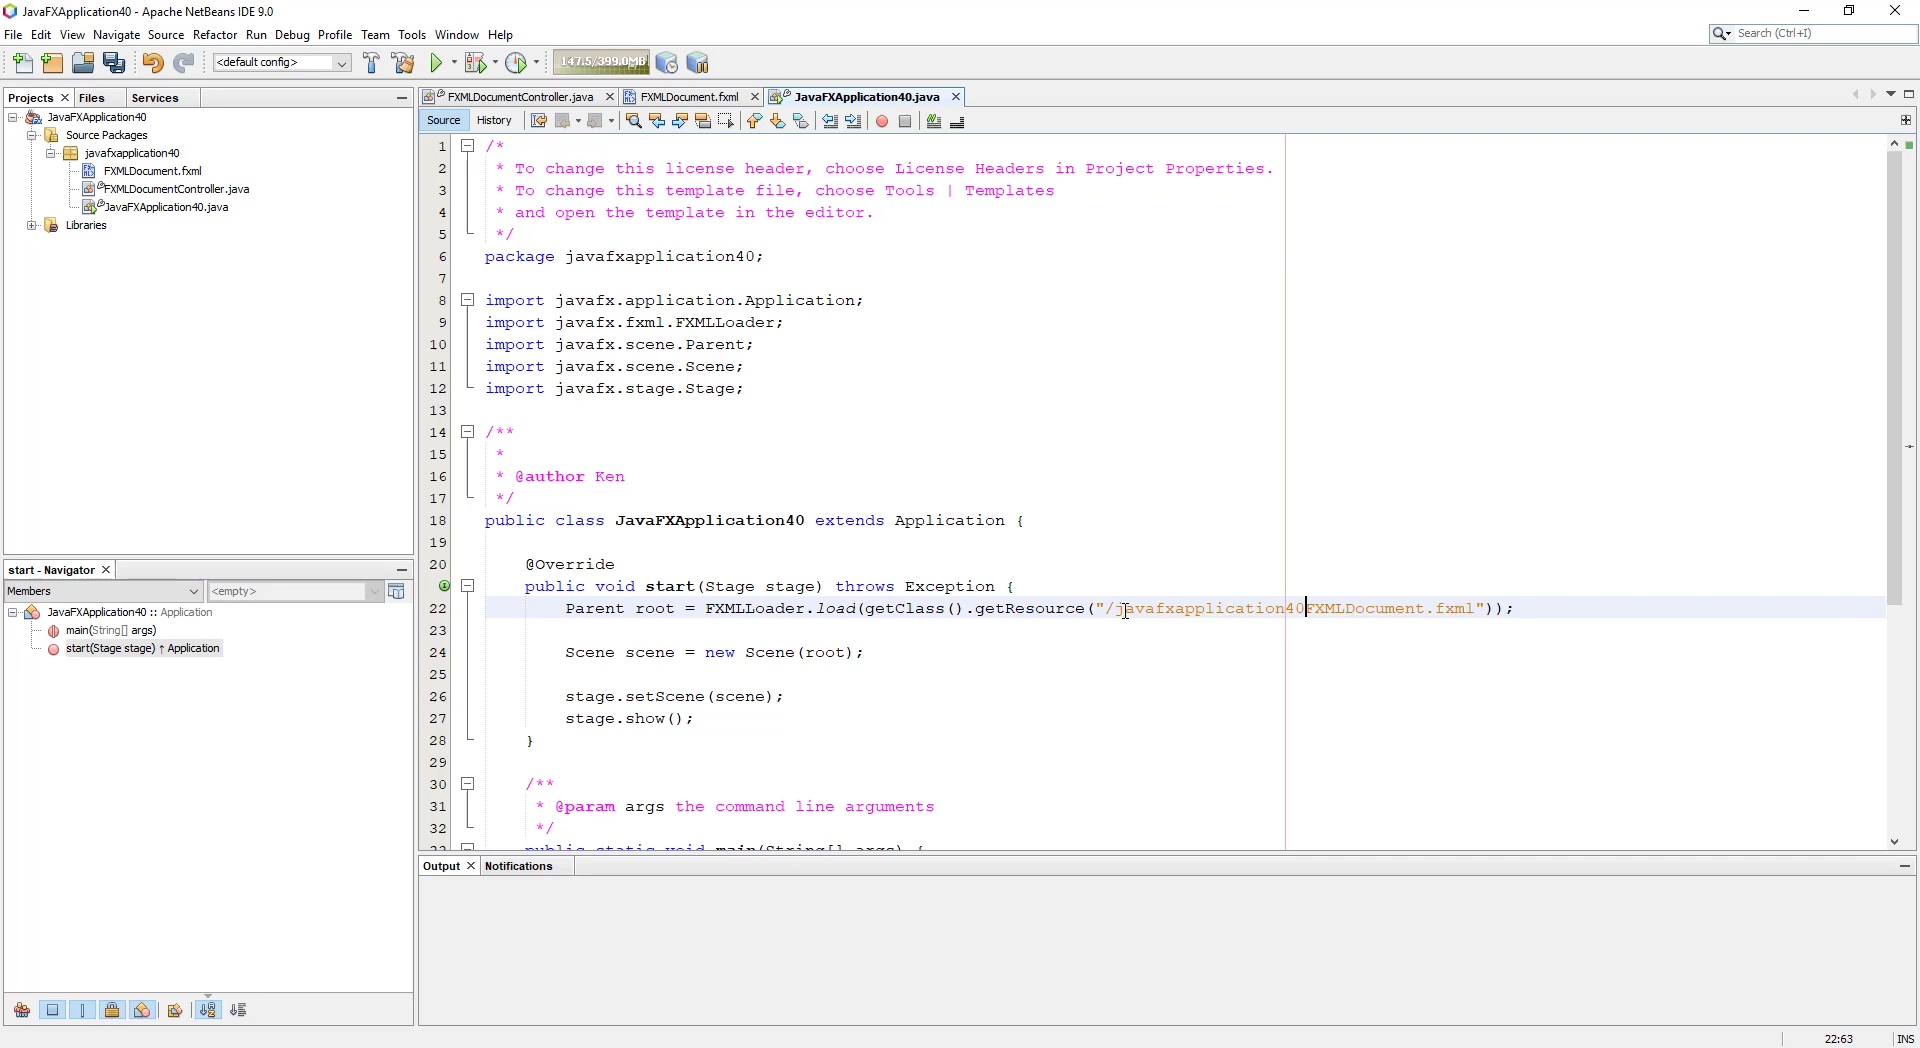 JavaFXApplication40 - Apache NetBeans IDE 9.0
File Edit View Navigate Source Refactor Run Debug Profile Team Tools Window Help
Search (Ctrl+I)
<default config>
147.5/399.0MB
Projects Files Services
JavaFXApplication40
Source Packages
javafxapplication40
FXMLDocument.fxml
FXMLDocumentController.java
JavaFXApplication40.java
Libraries
start - Navigator
Members <empty>
JavaFXApplication40 :: Application
main(String[] args)
start(Stage stage) ↑ Application
FXMLDocumentController.java FXMLDocument.fxml JavaFXApplication40.java
Source History
1 /*
2 * To change this license header, choose License Headers in Project Properties.
3 * To change this template file, choose Tools | Templates
4 * and open the template in the editor.
5 */
6 package javafxapplication40;
7
8 import javafx.application.Application;
9 import javafx.fxml.FXMLLoader;
10 import javafx.scene.Parent;
11 import javafx.scene.Scene;
12 import javafx.stage.Stage;
13
14 /**
15 *
16 * @author Ken
17 */
18 public class JavaFXApplication40 extends Application {
19
20 @Override
public void start(Stage stage) throws Exception {
22 Parent root = FXMLLoader.load(getClass().getResource("/javafxapplication40FXMLDocument.fxml"));
23
24 Scene scene = new Scene(root);
25
26 stage.setScene(scene);
27 stage.show();
28 }
29
30 /**
31 * @param args the command line arguments
32 */
33 public static void main(String[] args) {
Output Notifications
22:63 INS